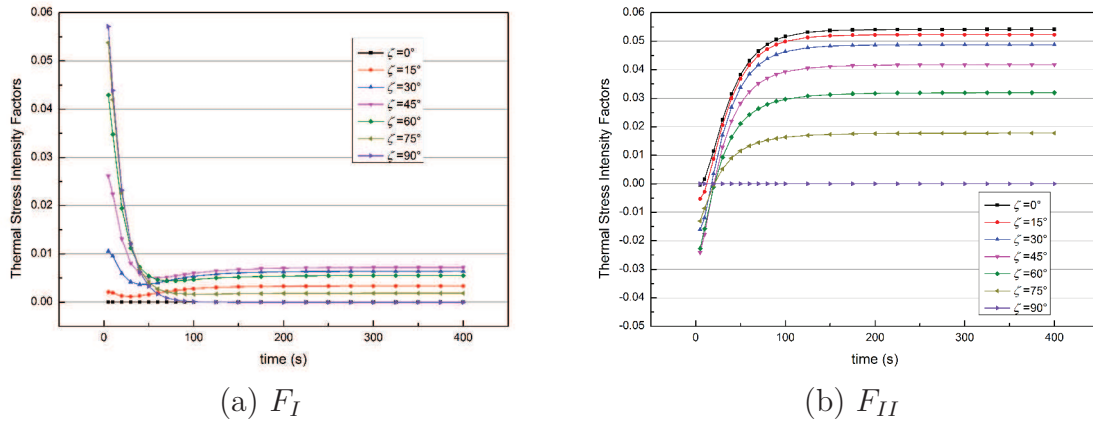 0.06
0.05
0.04
0.03
0.02
0.01
0.00
Thermal Stress Intensity Factors
ζ=0°
ζ=15°
ζ=30°
ζ=45°
ζ=60°
ζ=75°
ζ=90°
0 100 200 300 400
time (s)
(a) F_I
0.06
0.05
0.04
0.03
0.02
0.01
0.00
-0.01
-0.02
-0.03
-0.04
-0.05
Thermal Stress Intensity Factors
ζ=0°
ζ=15°
ζ=30°
ζ=45°
ζ=60°
ζ=75°
ζ=90°
0 100 200 300 400
time (s)
(b) F_{II}